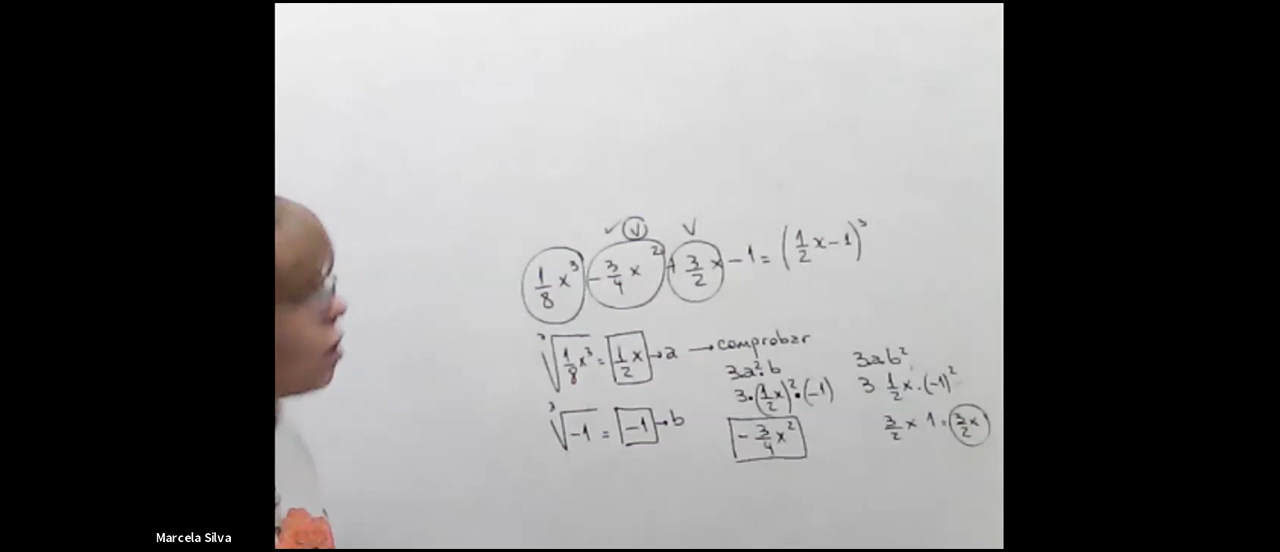 ✓ ✓ ✓
1/8 x³ - 3/4 x² + 3/2 x - 1 = (1/2 x - 1)³
³√(1/8 x³) = 1/2 x → a → comprobar
3a²·b
3·(1/2 x)²·(-1)
- 3/4 x²
3ab²
3 1/2 x·(-1)²
3/2 x 1 = 3/2 x
³√-1 = -1 → b
Marcela Silva